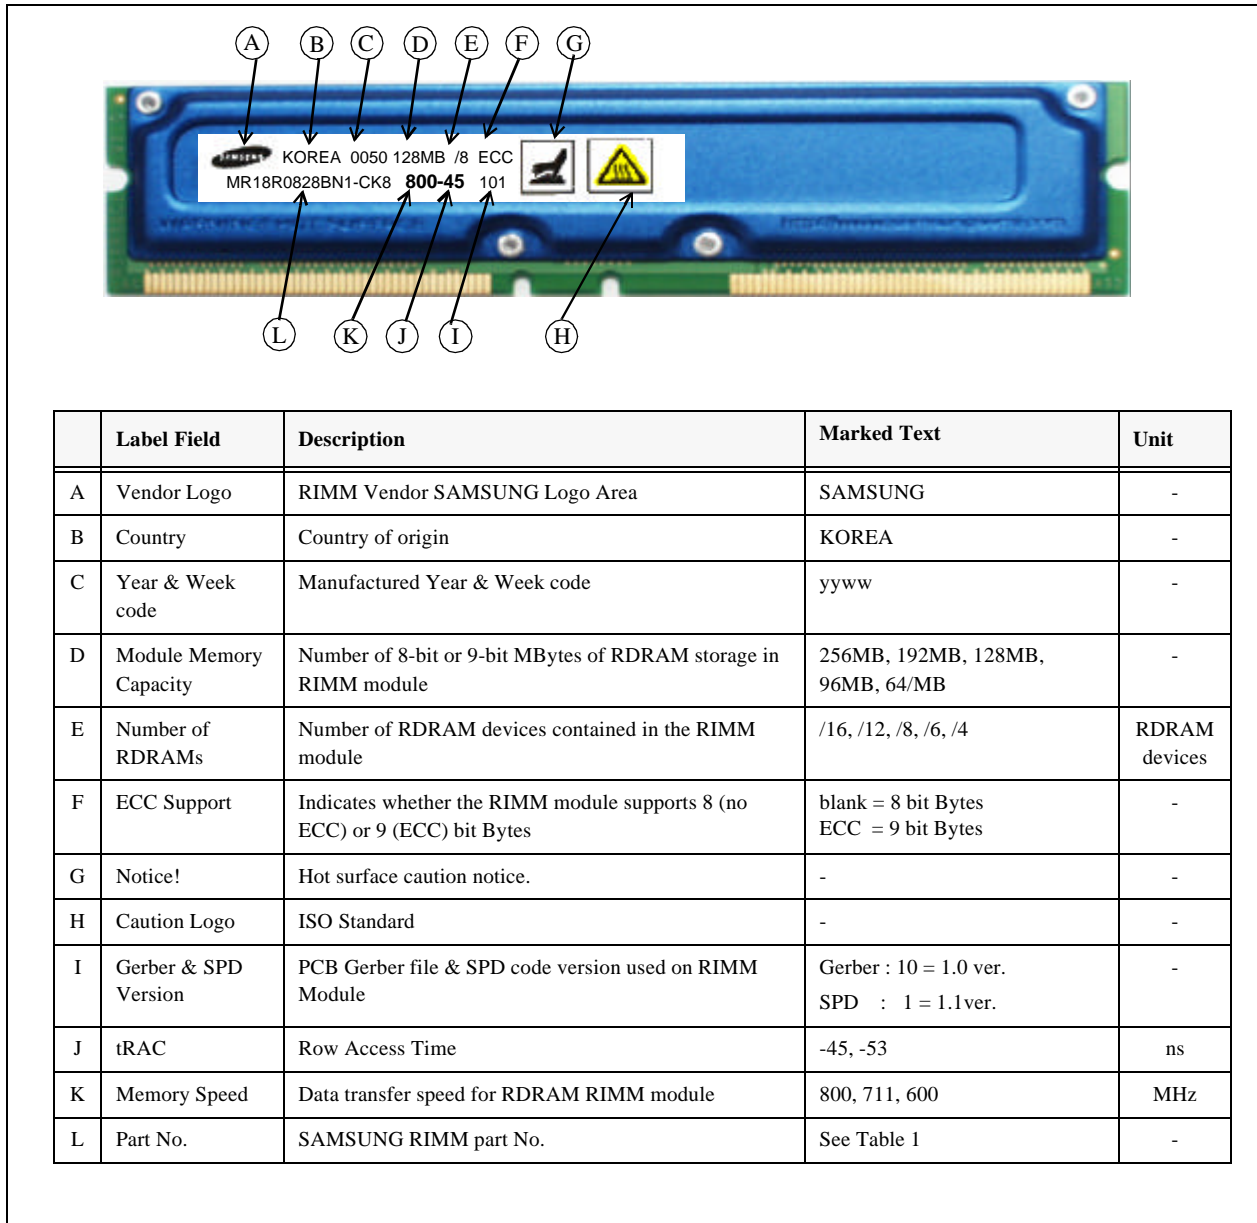 A B C D E F G
SAMSUNG KOREA 0050 128MB /8 ECC
MR18R0828BN1-CK8 800-45 101
L K J I H
Label Field Description Marked Text Unit
A Vendor Logo RIMM Vendor SAMSUNG Logo Area SAMSUNG -
B Country Country of origin KOREA -
C Year & Week code Manufactured Year & Week code yyww -
D Module Memory Capacity Number of 8-bit or 9-bit MBytes of RDRAM storage in RIMM module 256MB, 192MB, 128MB, 96MB, 64/MB -
E Number of RDRAMs Number of RDRAM devices contained in the RIMM module /16, /12, /8, /6, /4 RDRAM devices
F ECC Support Indicates whether the RIMM module supports 8 (no ECC) or 9 (ECC) bit Bytes blank = 8 bit Bytes ECC = 9 bit Bytes -
G Notice! Hot surface caution notice. - -
H Caution Logo ISO Standard - -
I Gerber & SPD Version PCB Gerber file & SPD code version used on RIMM Module Gerber : 10 = 1.0 ver. SPD : 1 = 1.1ver. -
J tRAC Row Access Time -45, -53 ns
K Memory Speed Data transfer speed for RDRAM RIMM module 800, 711, 600 MHz
L Part No. SAMSUNG RIMM part No. See Table 1 -